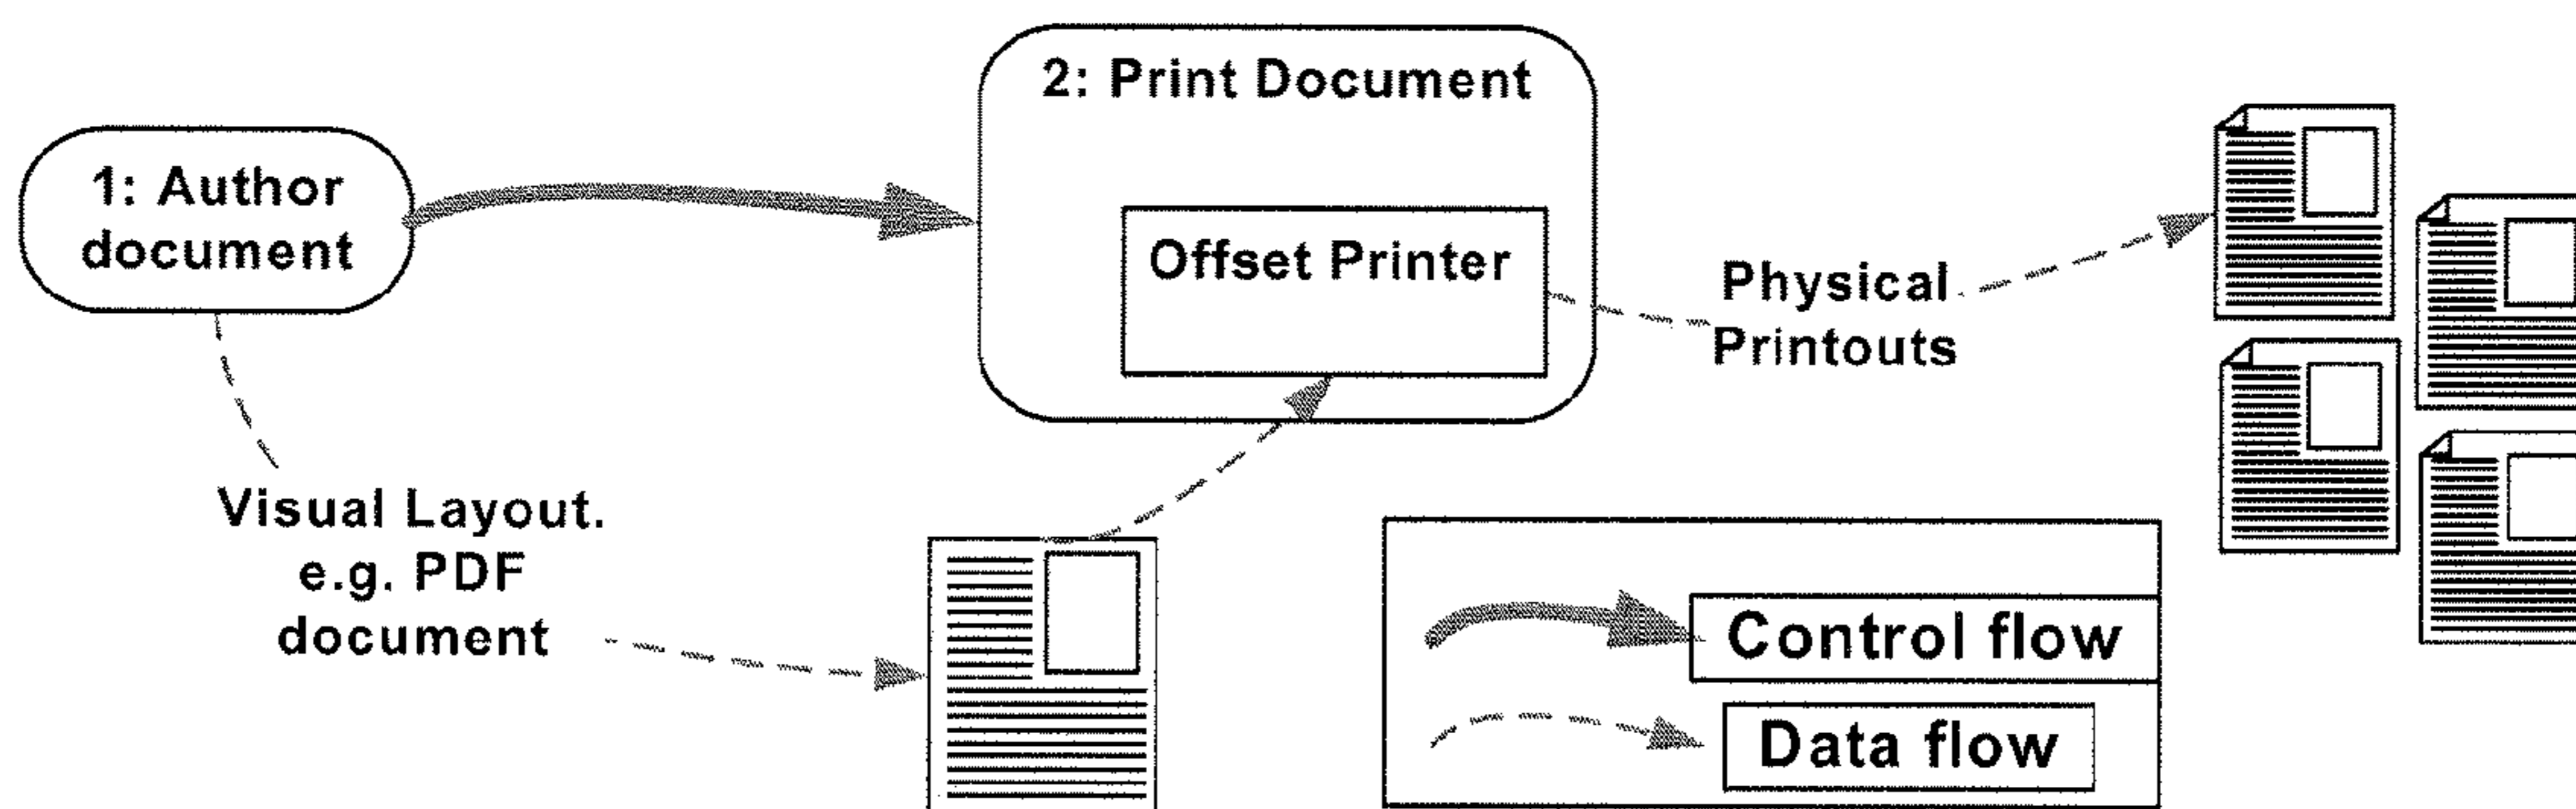 1: Author
document
2: Print Document
Offset Printer
Physical
Printouts
Visual Layout.
e.g. PDF
document
Control flow
Data flow